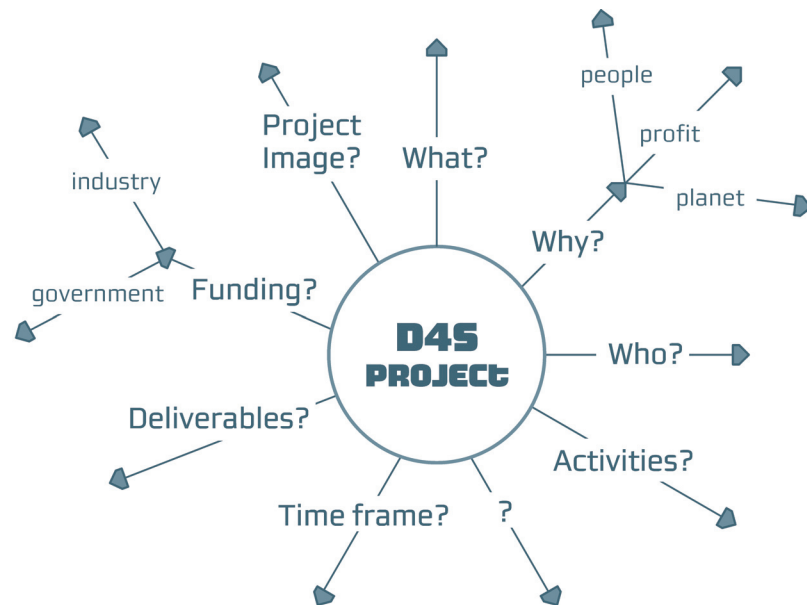 people
Project
Image?
What?
profit
industry
planet
Why?
government
Funding?
D4S
PROJECT
Who?
Deliverables?
Activities?
Time frame?
?